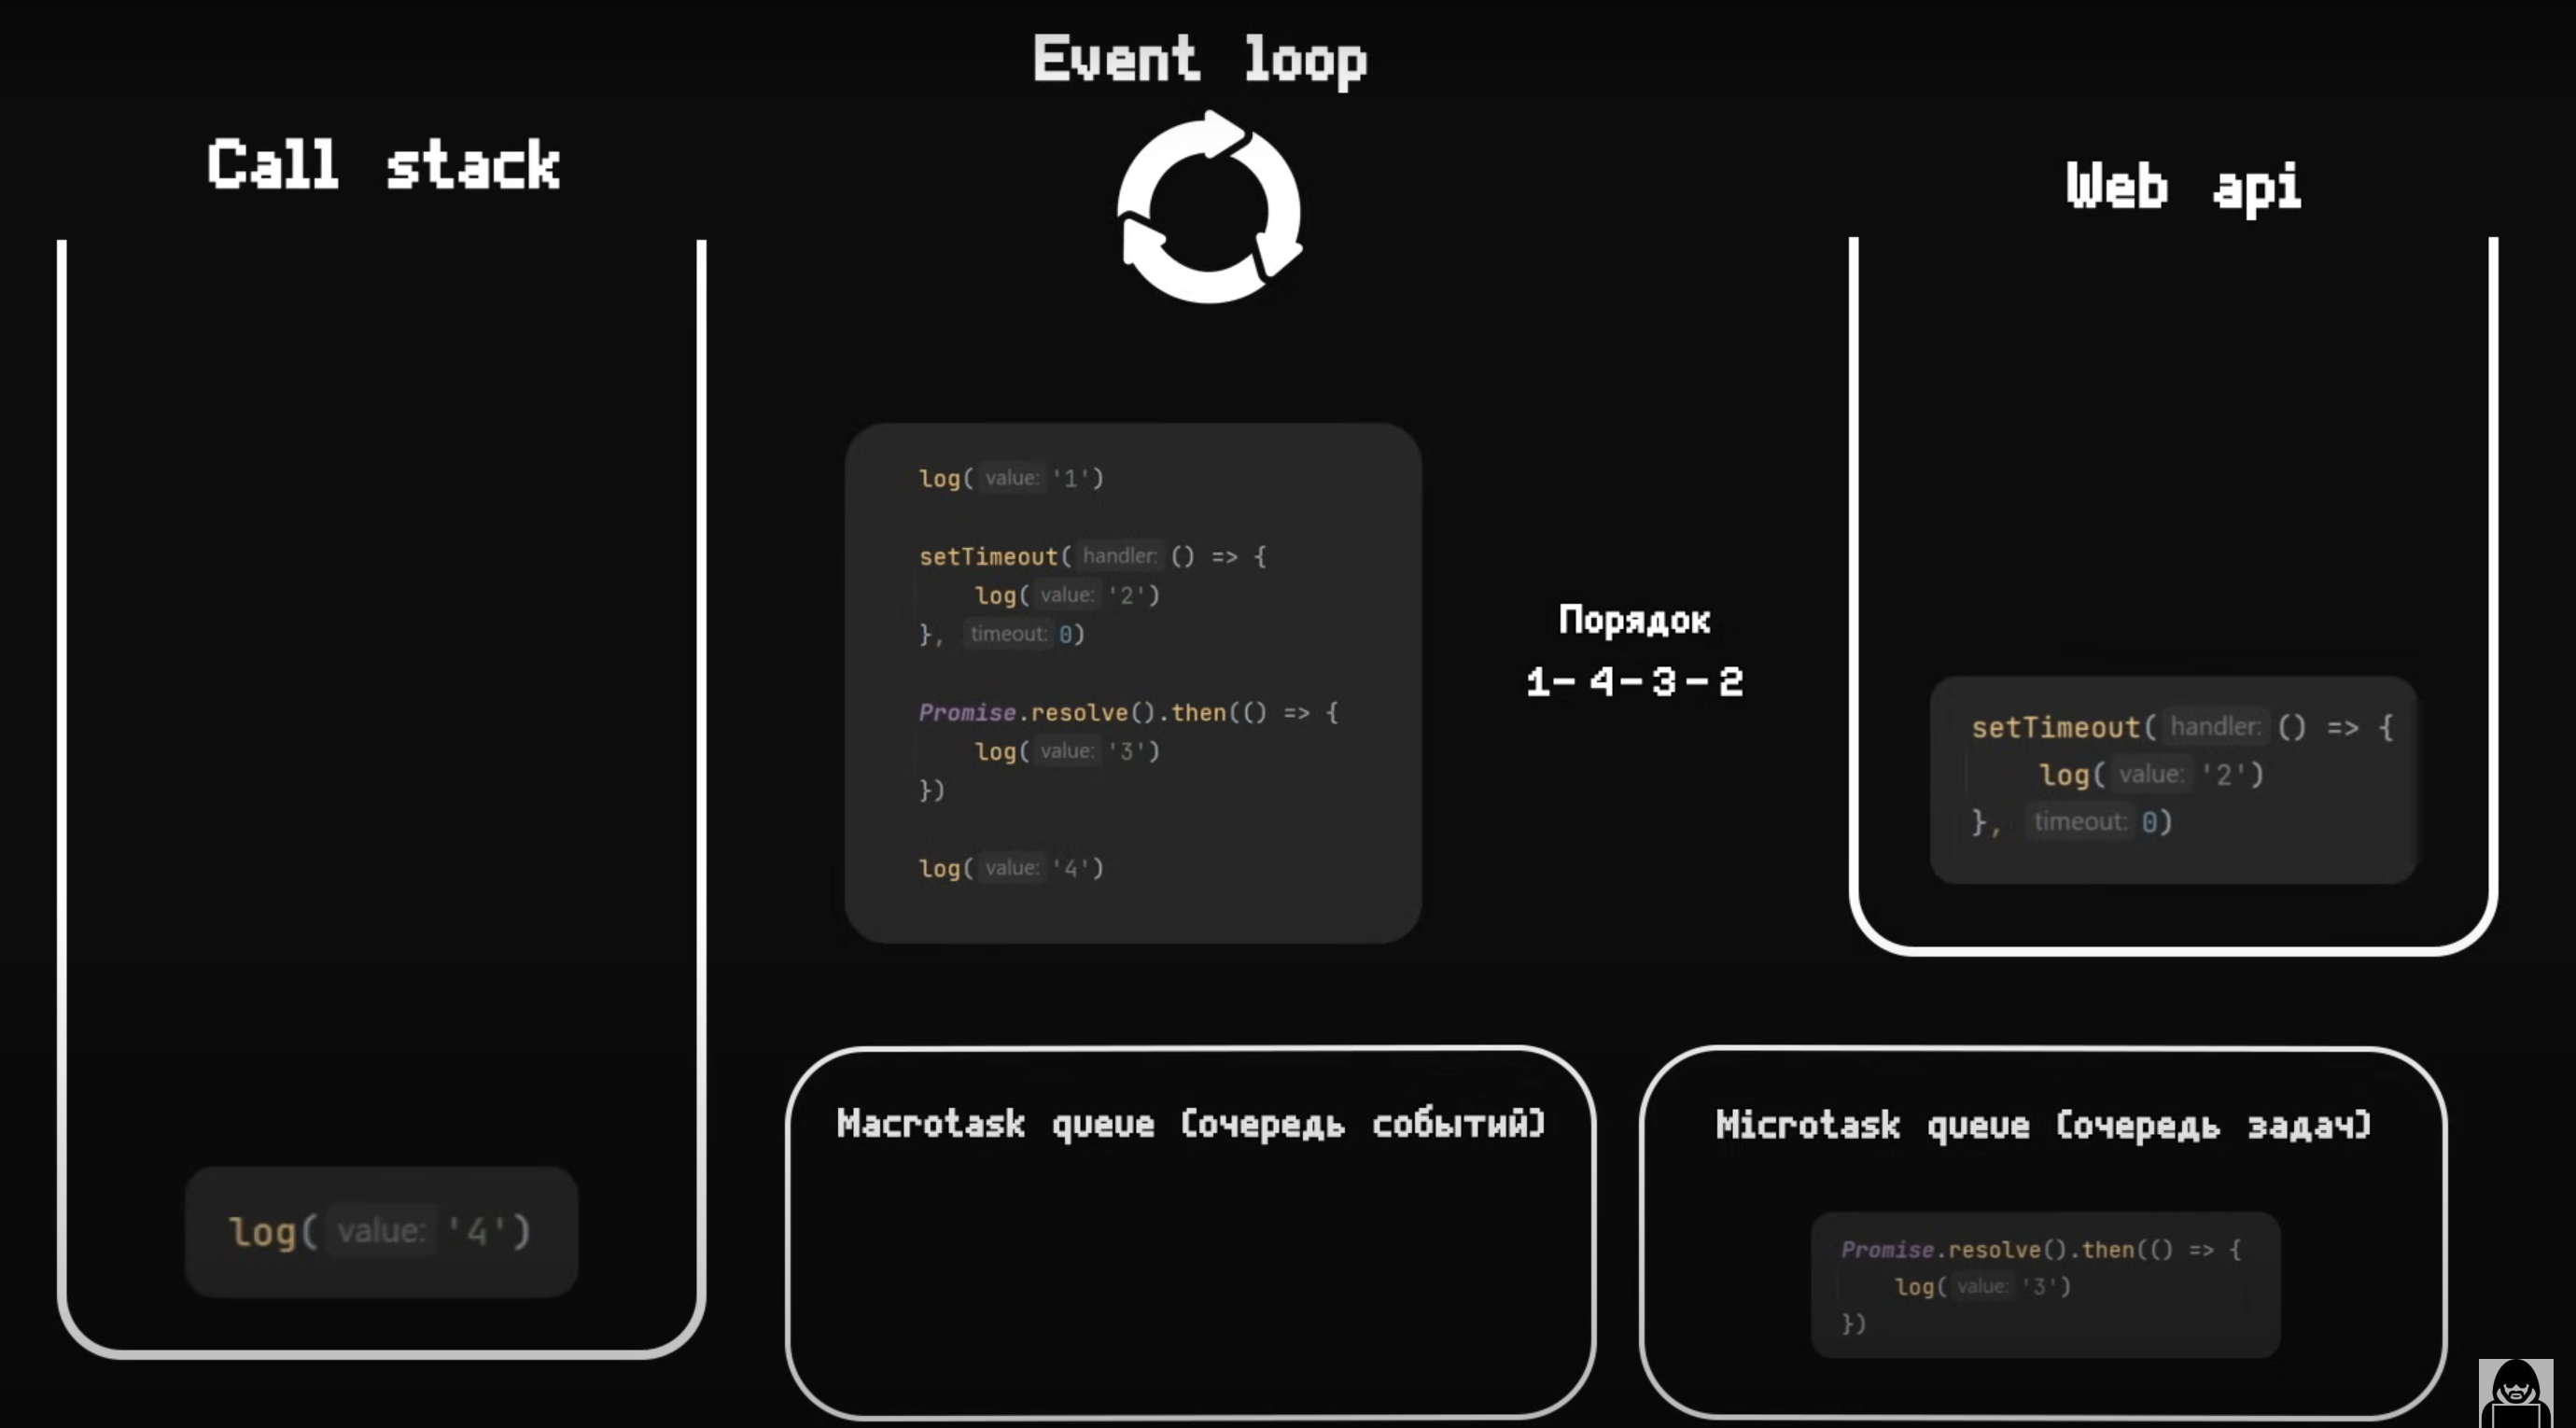 Event loop
Call stack
Web api
log( value: '1')
setTimeout( handler: () => {
log( value: '2')
}, timeout: 0)
Promise.resolve().then(() => {
log( value: '3')
})
log( value: '4')
Порядок
1- 4- 3 - 2
setTimeout( handler: () => {
log( value: '2')
}, timeout: 0)
log( value: '4')
Macrotask queue (очередь событий)
Microtask queue (очередь задач)
Promise.resolve().then(() => {
log( value: '3')
})